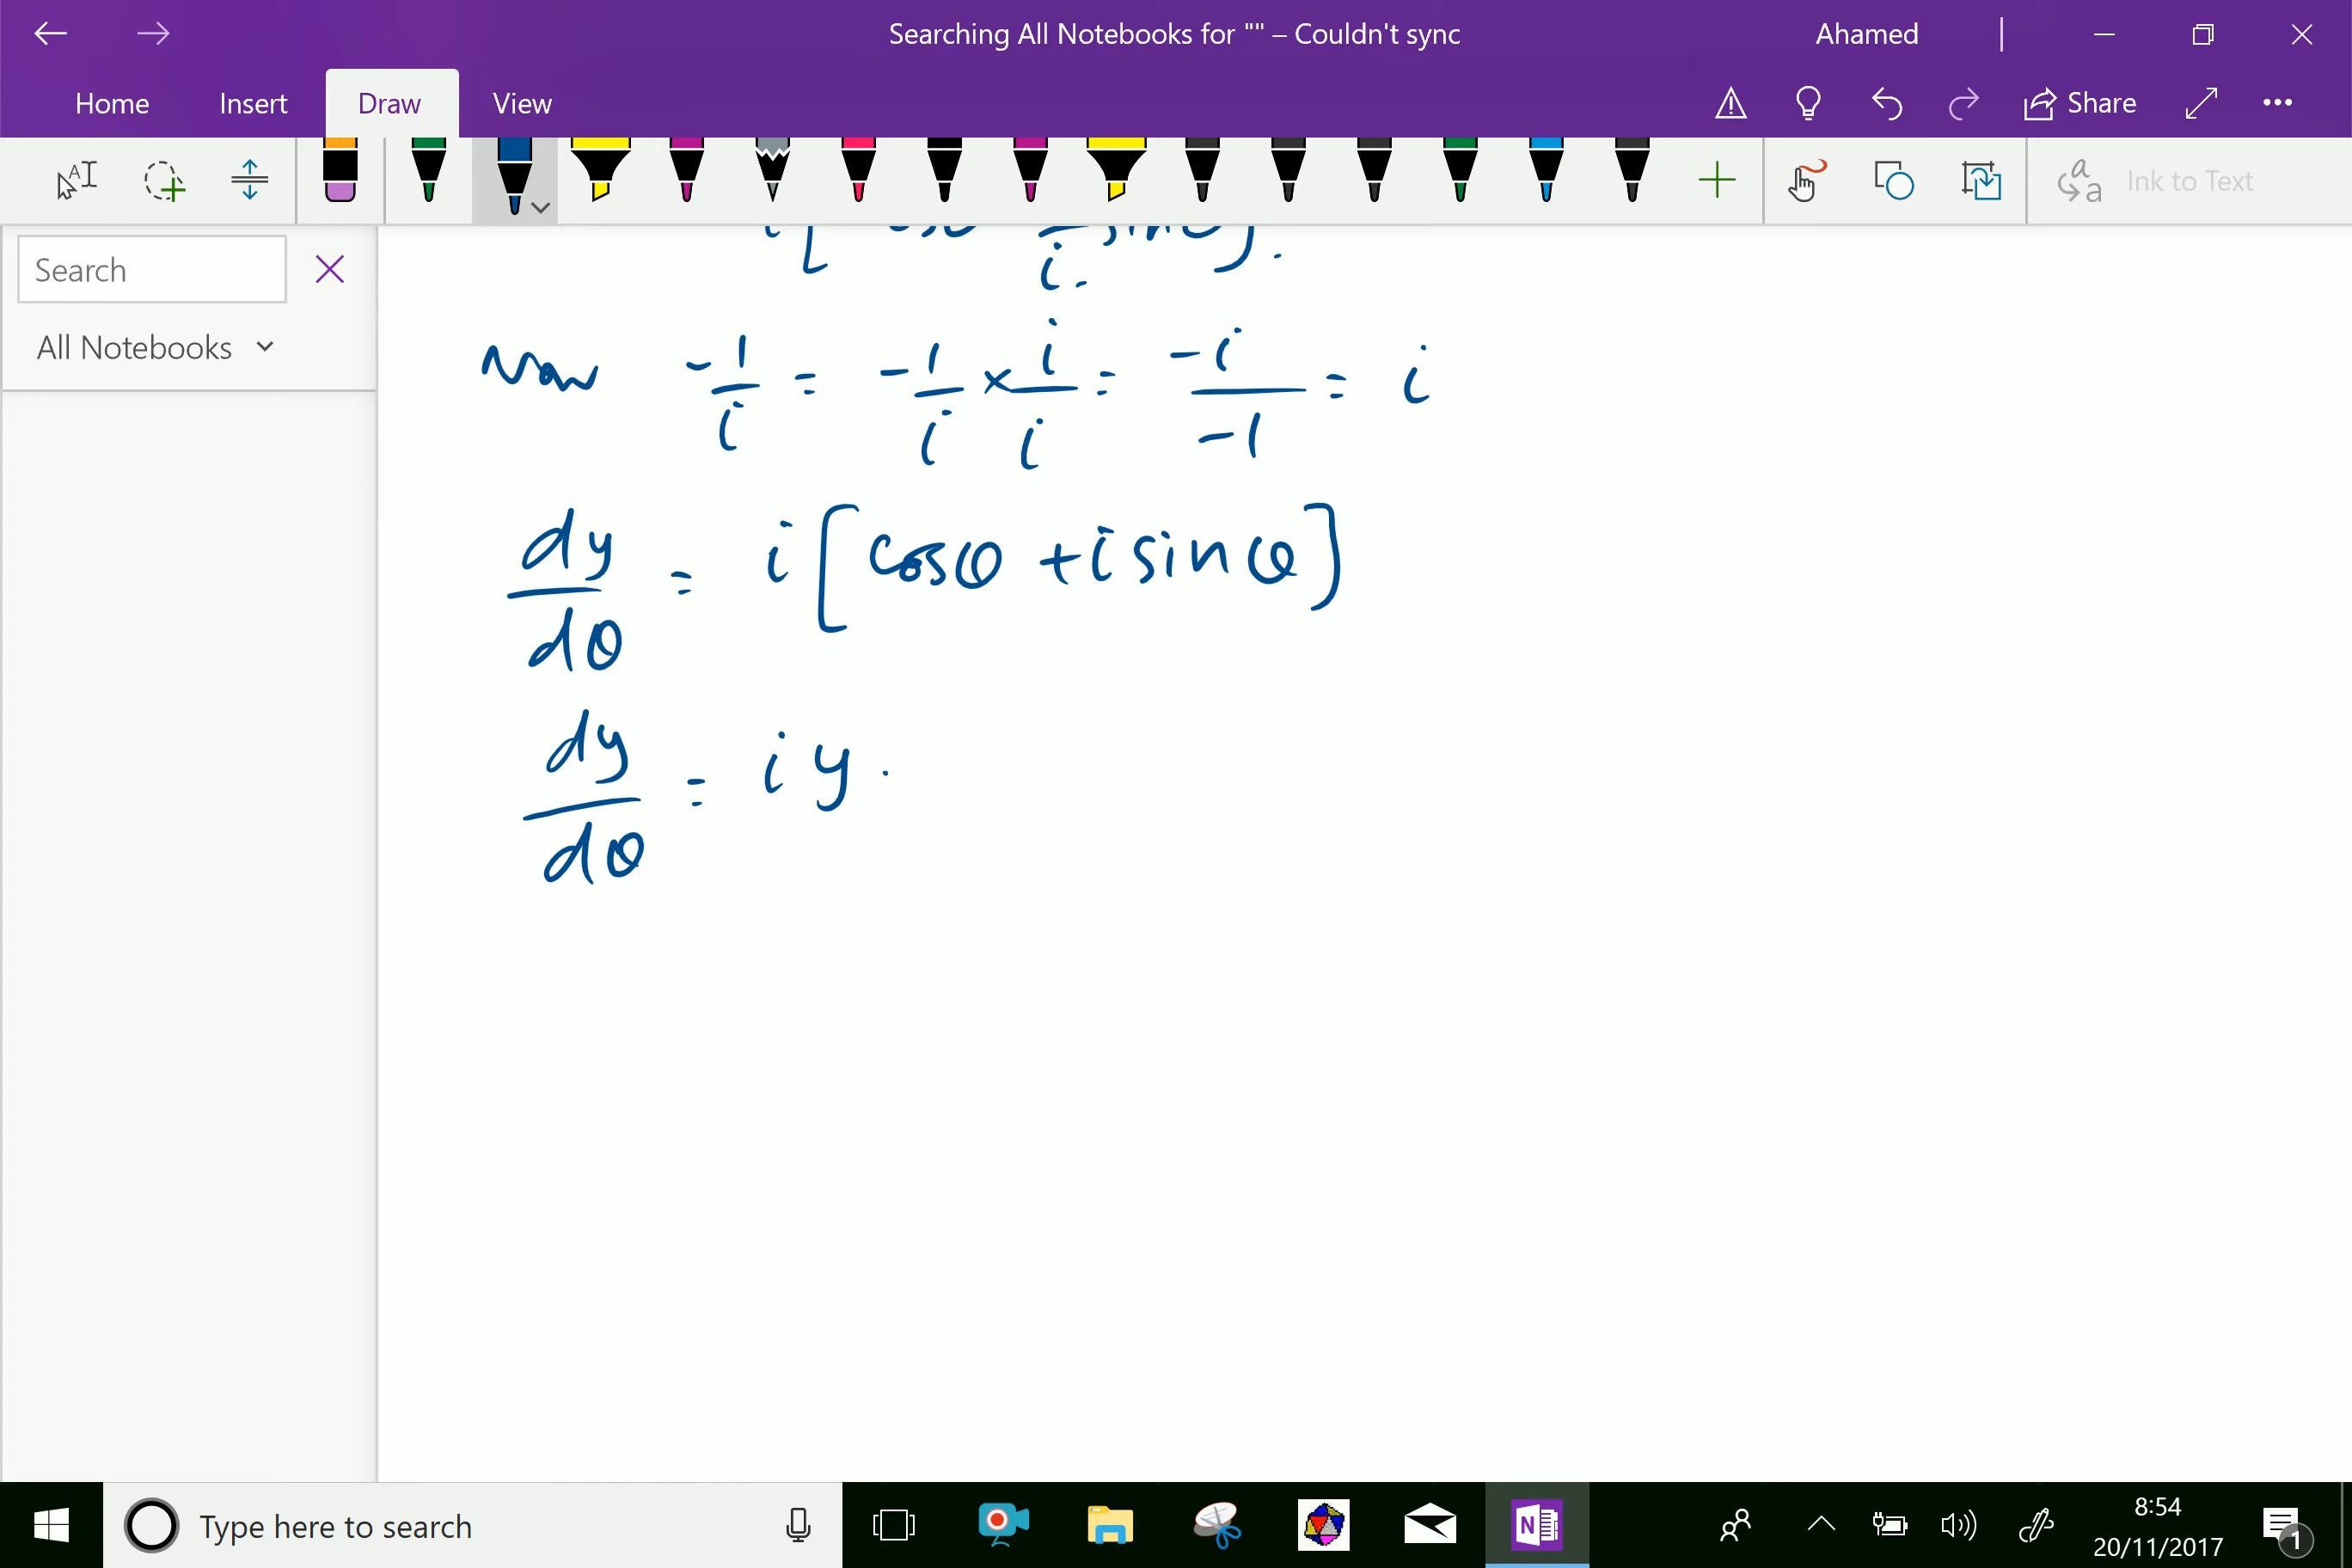 Searching All Notebooks for "" – Couldn't sync
Ahamed
Home Insert Draw View
Share
Ink to Text
Search
All Notebooks
Now -1/i = -1/i × i/i = -i/-1 = i
dy/dθ = i[cosθ + i sinθ]
dy/dθ = iy.
Type here to search
N
8:54
20/11/2017
1